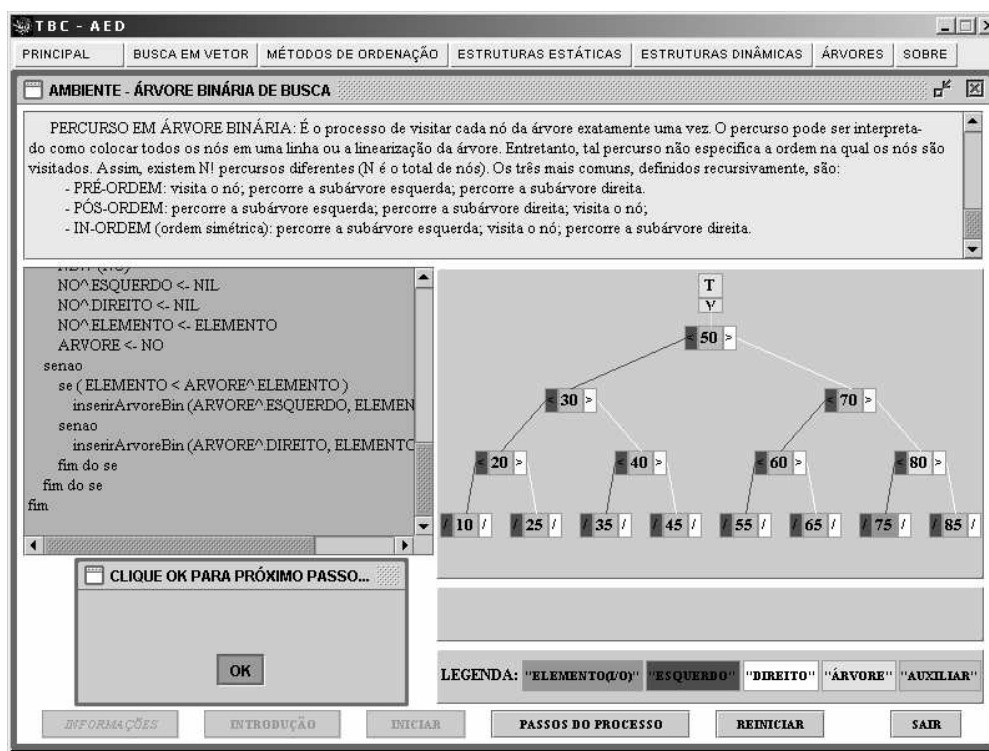 TBC - AED
PRINCIPAL BUSCA EM VETOR MÉTODOS DE ORDENAÇÃO ESTRUTURAS ESTÁTICAS ESTRUTURAS DINÂMICAS ÁRVORES SOBRE
AMBIENTE - ÁRVORE BINÁRIA DE BUSCA
PERCURSO EM ÁRVORE BINÁRIA: É o processo de visitar cada nó da árvore exatamente uma vez. O percurso pode ser interpreta-
do como colocar todos os nós em uma linha ou a linearização da árvore. Entretanto, tal percurso não especifica a ordem na qual os nós são
visitados. Assim, existem N! percursos diferentes (N é o total de nós). Os três mais comuns, definidos recursivamente, são:
- PRÉ-ORDEM: visita o nó; percorre a subárvore esquerda; percorre a subárvore direita.
- PÓS-ORDEM: percorre a subárvore esquerda; percorre a subárvore direita; visita o nó;
- IN-ORDEM (ordem simétrica): percorre a subárvore esquerda; visita o nó; percorre a subárvore direita.
NO^.ESQUERDO <- NIL
NO^.DIREITO <- NIL
NO^.ELEMENTO <- ELEMENTO
ARVORE <- NO
senao
se ( ELEMENTO < ARVORE^.ELEMENTO )
inserirArvoreBin (ARVORE^.ESQUERDO, ELEMEN
senao
inserirArvoreBin (ARVORE^.DIREITO, ELEMENTO
fim do se
fim do se
fim
T
V
< 50 >
< 30 > < 70 >
< 20 > < 40 > < 60 > < 80 >
/ 10 / / 25 / / 35 / / 45 / / 55 / / 65 / / 75 / / 85 /
CLIQUE OK PARA PRÓXIMO PASSO...
OK
LEGENDA: "ELEMENTO(I/O)" "ESQUERDO" "DIREITO" "ÁRVORE" "AUXILIAR"
INFORMAÇÕES INTRODUÇÃO INICIAR PASSOS DO PROCESSO REINICIAR SAIR